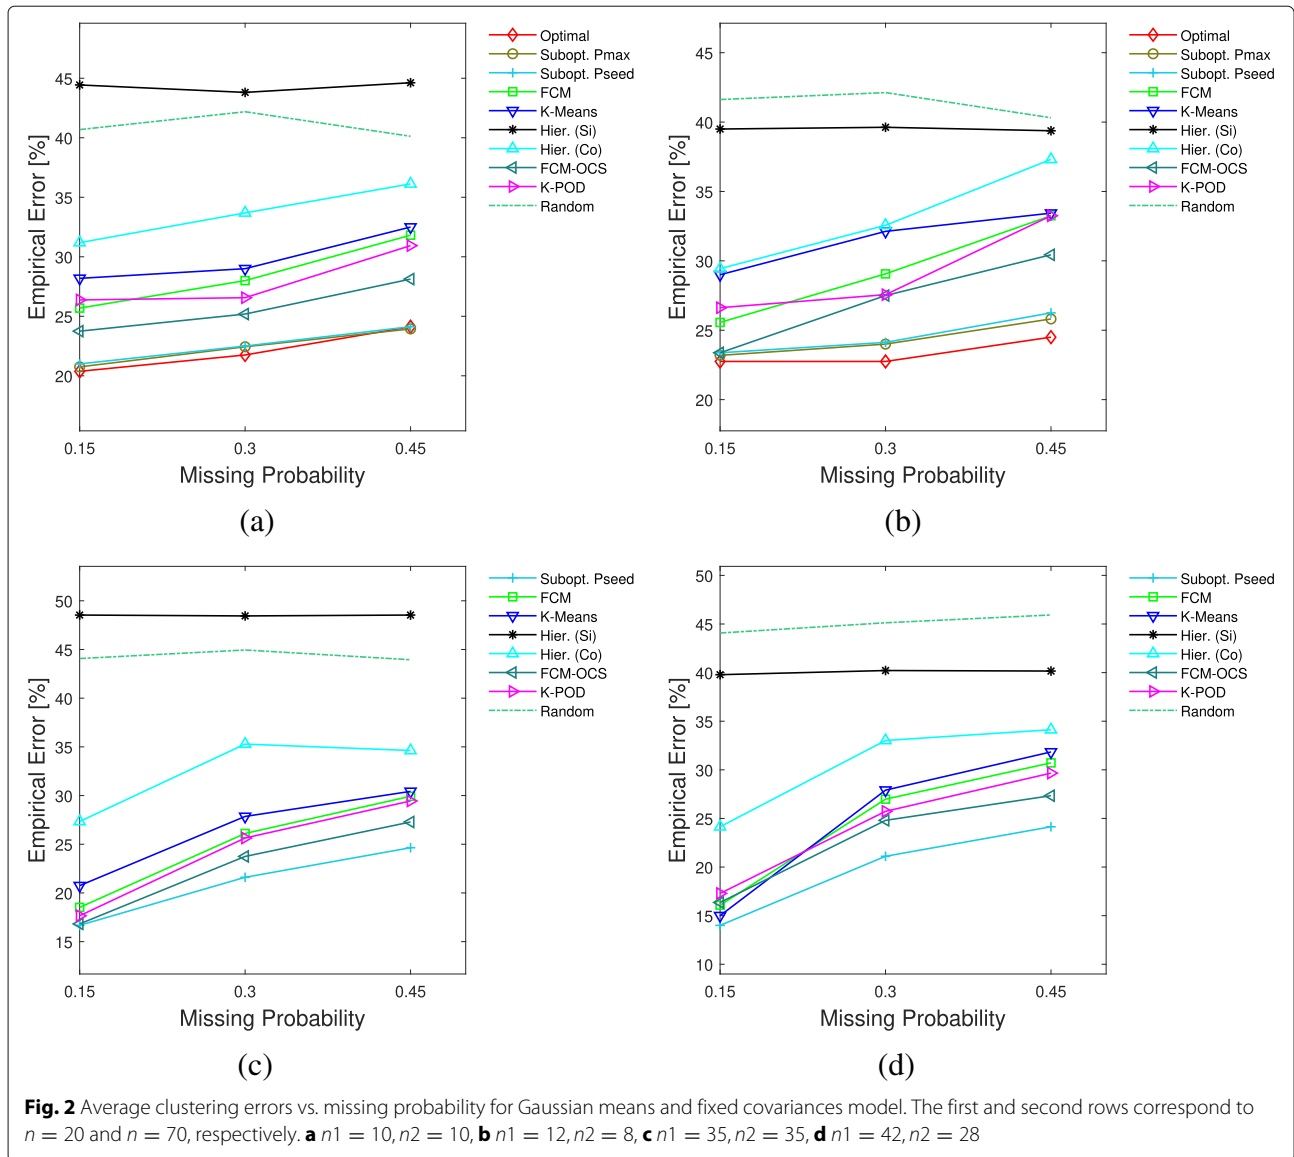 45
40
35
30
25
20
0.15
0.3
0.45
Empirical Error [%]
Missing Probability
Optimal
Subopt. Pmax
Subopt. Pseed
FCM
K-Means
Hier. (Si)
Hier. (Co)
FCM-OCS
K-POD
Random
(a)
45
40
35
30
25
20
0.15
0.3
0.45
Empirical Error [%]
Missing Probability
Optimal
Subopt. Pmax
Subopt. Pseed
FCM
K-Means
Hier. (Si)
Hier. (Co)
FCM-OCS
K-POD
Random
(b)
50
45
40
35
30
25
20
15
0.15
0.3
0.45
Empirical Error [%]
Missing Probability
Subopt. Pseed
FCM
K-Means
Hier. (Si)
Hier. (Co)
FCM-OCS
K-POD
Random
(c)
50
45
40
35
30
25
20
15
10
0.15
0.3
0.45
Empirical Error [%]
Missing Probability
Subopt. Pseed
FCM
K-Means
Hier. (Si)
Hier. (Co)
FCM-OCS
K-POD
Random
(d)
Fig. 2 Average clustering errors vs. missing probability for Gaussian means and fixed covariances model. The first and second rows correspond to
n = 20 and n = 70, respectively. a n1 = 10, n2 = 10, b n1 = 12, n2 = 8, c n1 = 35, n2 = 35, d n1 = 42, n2 = 28